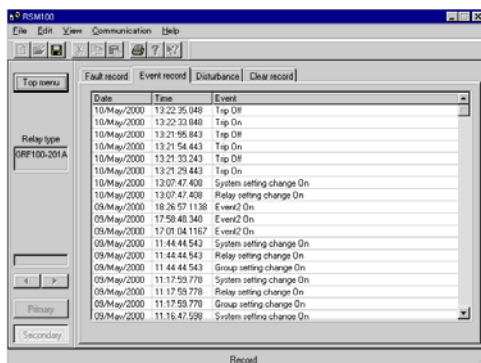 RSM100
File Edit View Communication Help
Top menu
Relay type
GRF100-201A
Primary
Secondary
Fault record Event record Disturbance Clear record
Date Time Event
10/May/2000 13:22:35.048 Trip Off
10/May/2000 13:22:33.848 Trip On
10/May/2000 13:21:55.843 Trip Off
10/May/2000 13:21:54.443 Trip On
10/May/2000 13:21:33.243 Trip Off
10/May/2000 13:21:29.443 Trip On
10/May/2000 13:07:47.408 System setting change On
10/May/2000 13:07:47.408 Relay setting change On
09/May/2000 18:26:57.1138 Event2 On
09/May/2000 17:58:48.340 Event2 On
09/May/2000 17:01:04.1167 Event2 On
09/May/2000 11:44:44.543 System setting change On
09/May/2000 11:44:44.543 Relay setting change On
09/May/2000 11:44:44.543 Group setting change On
09/May/2000 11:17:59.778 System setting change On
09/May/2000 11:17:59.778 Relay setting change On
09/May/2000 11:17:59.778 Group setting change On
09/May/2000 11:16:47.598 System setting change On
Record